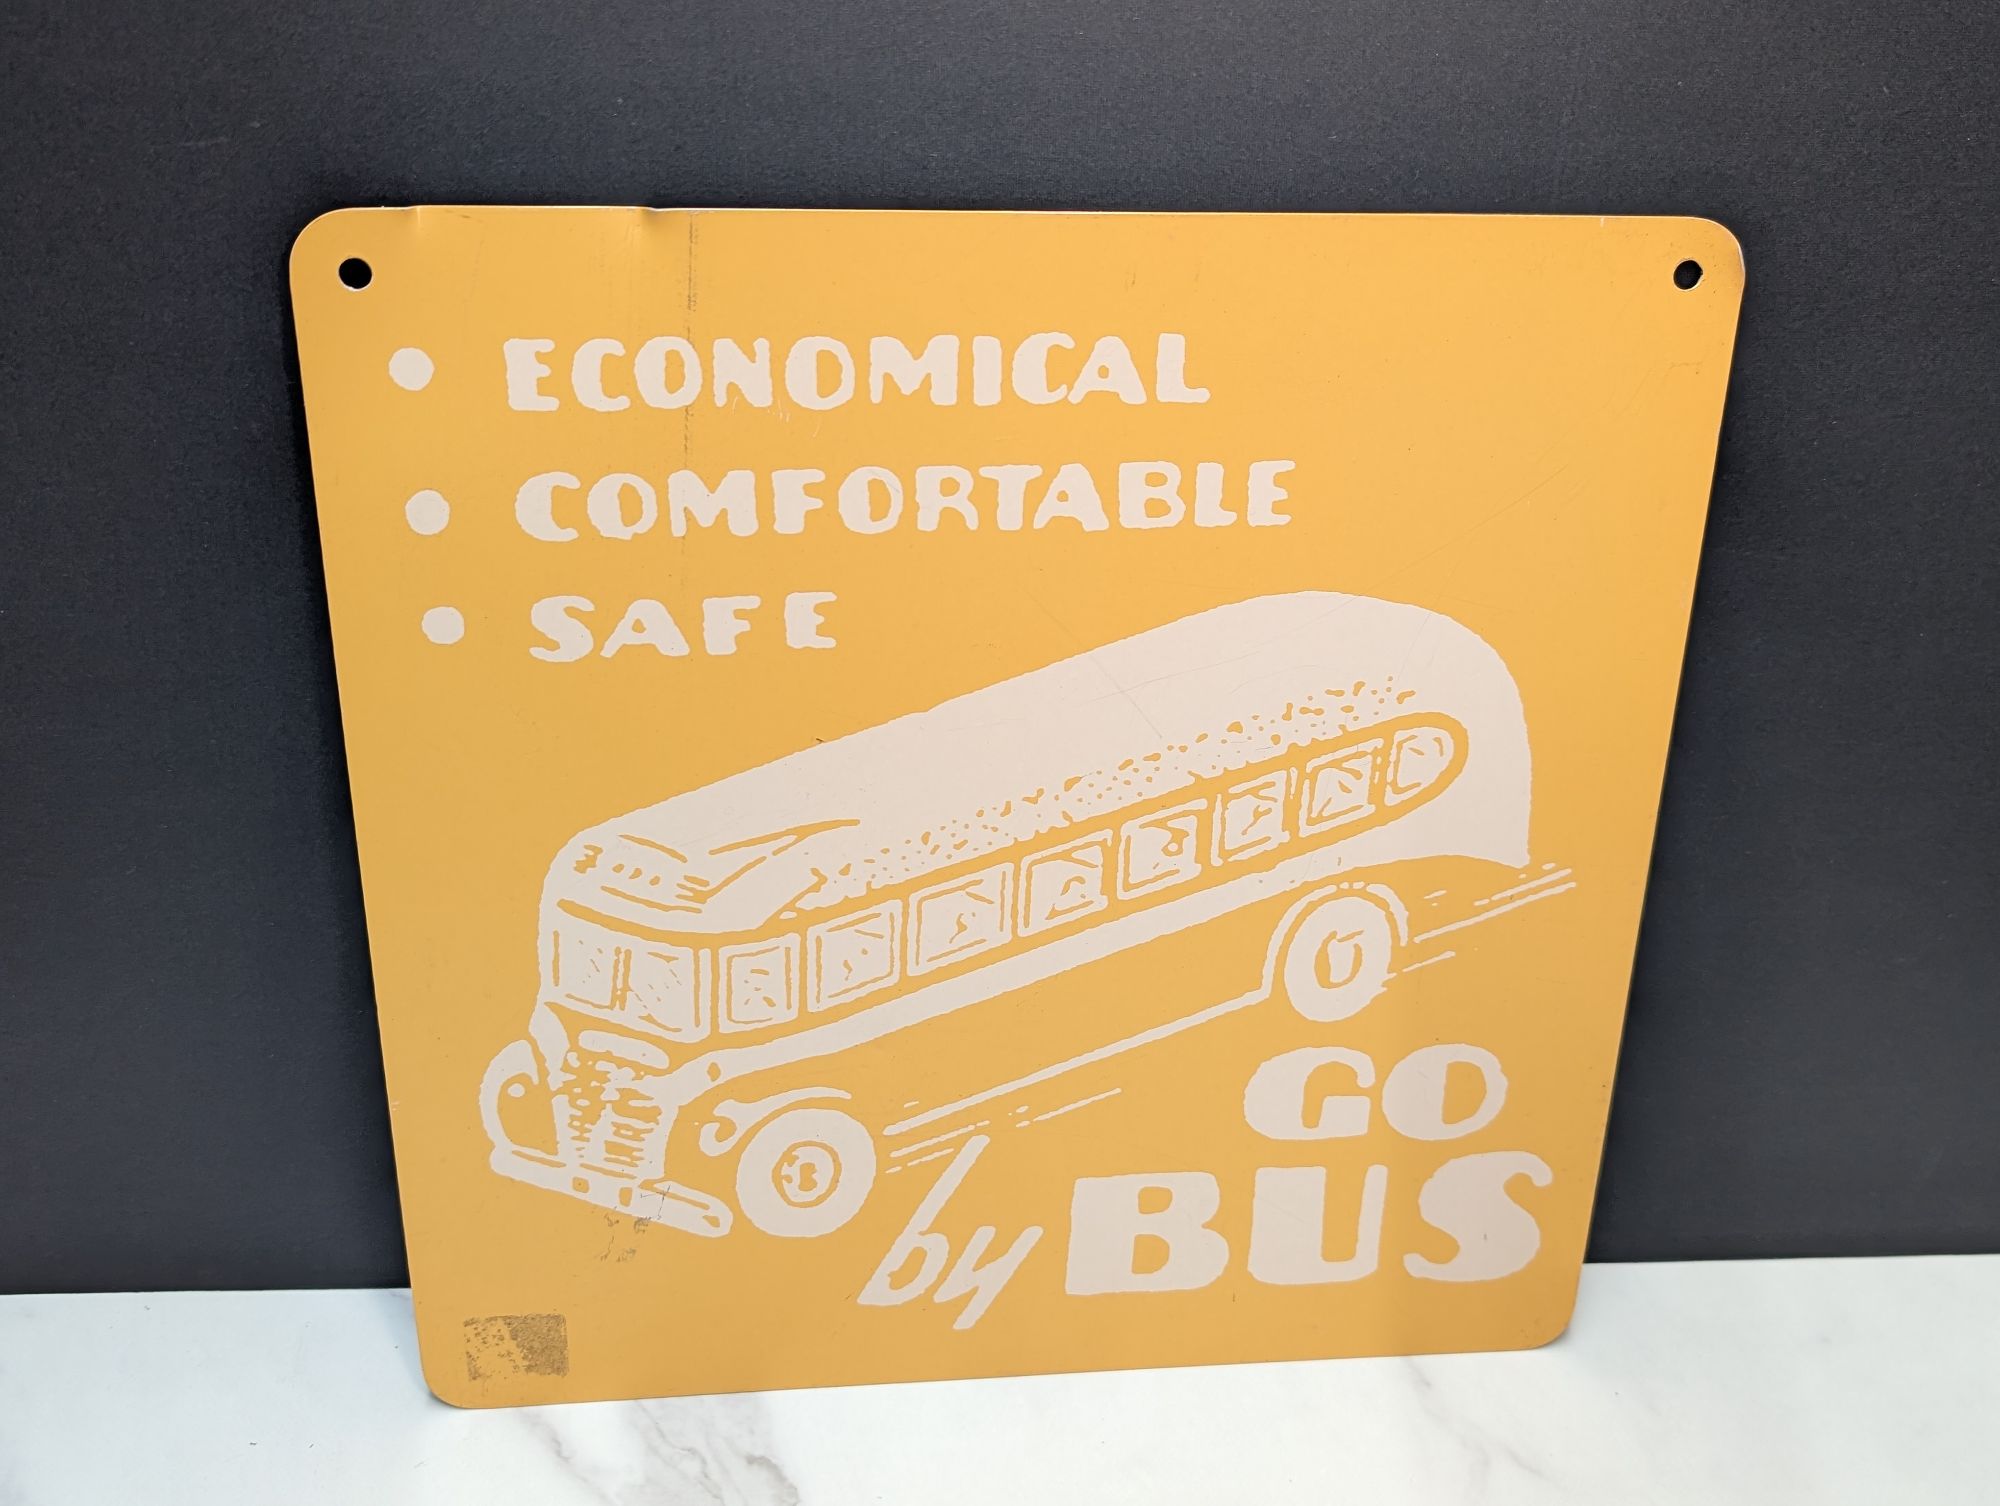 • ECONOMICAL
• COMFORTABLE
• SAFE
GO
by BUS